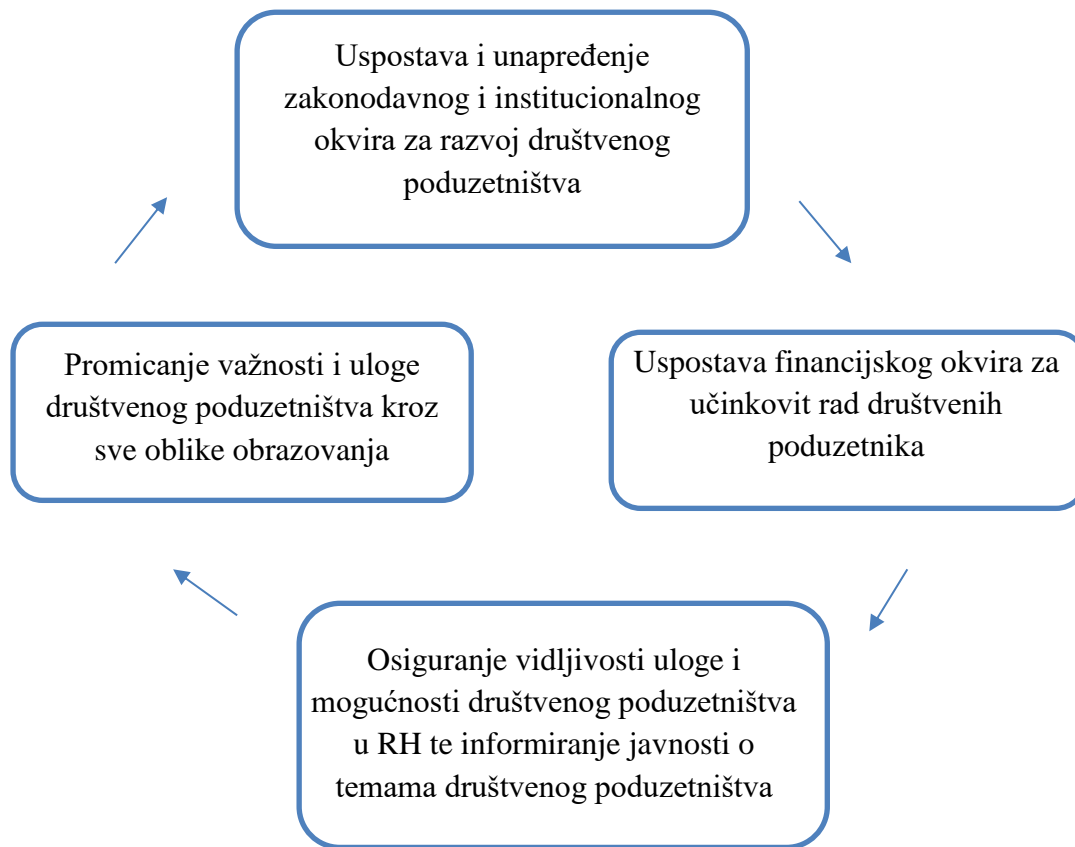 Uspostava i unapređenje
zakonodavnog i institucionalnog
okvira za razvoj društvenog
poduzetništva
Promicanje važnosti i uloge
društvenog poduzetništva kroz
sve oblike obrazovanja
Uspostava financijskog okvira za
učinkovit rad društvenih
poduzetnika
Osiguranje vidljivosti uloge i
mogućnosti društvenog poduzetništva
u RH te informiranje javnosti o
temama društvenog poduzetništva